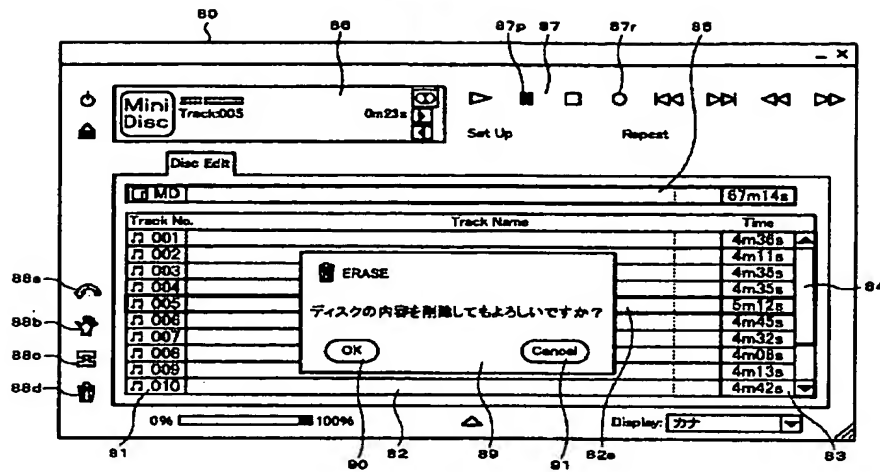 80
86
87p
87
87r
85
Mini
Disc
Track:005
0m23s
Set Up
Repeat
Disc Edit
MD
67m14s
Track No.
Track Name
Time
001
4m36s
002
4m11s
003
4m35s
004
4m35s
005
5m12s
006
4m45s
007
4m32s
008
4m08s
009
4m13s
010
4m42s
ERASE
ディスクの内容を削除してもよろしいですか?
OK
Cancel
88a
88b
88c
88d
84
0%
100%
Display:
カナ
81
90
82
89
91
82a
83